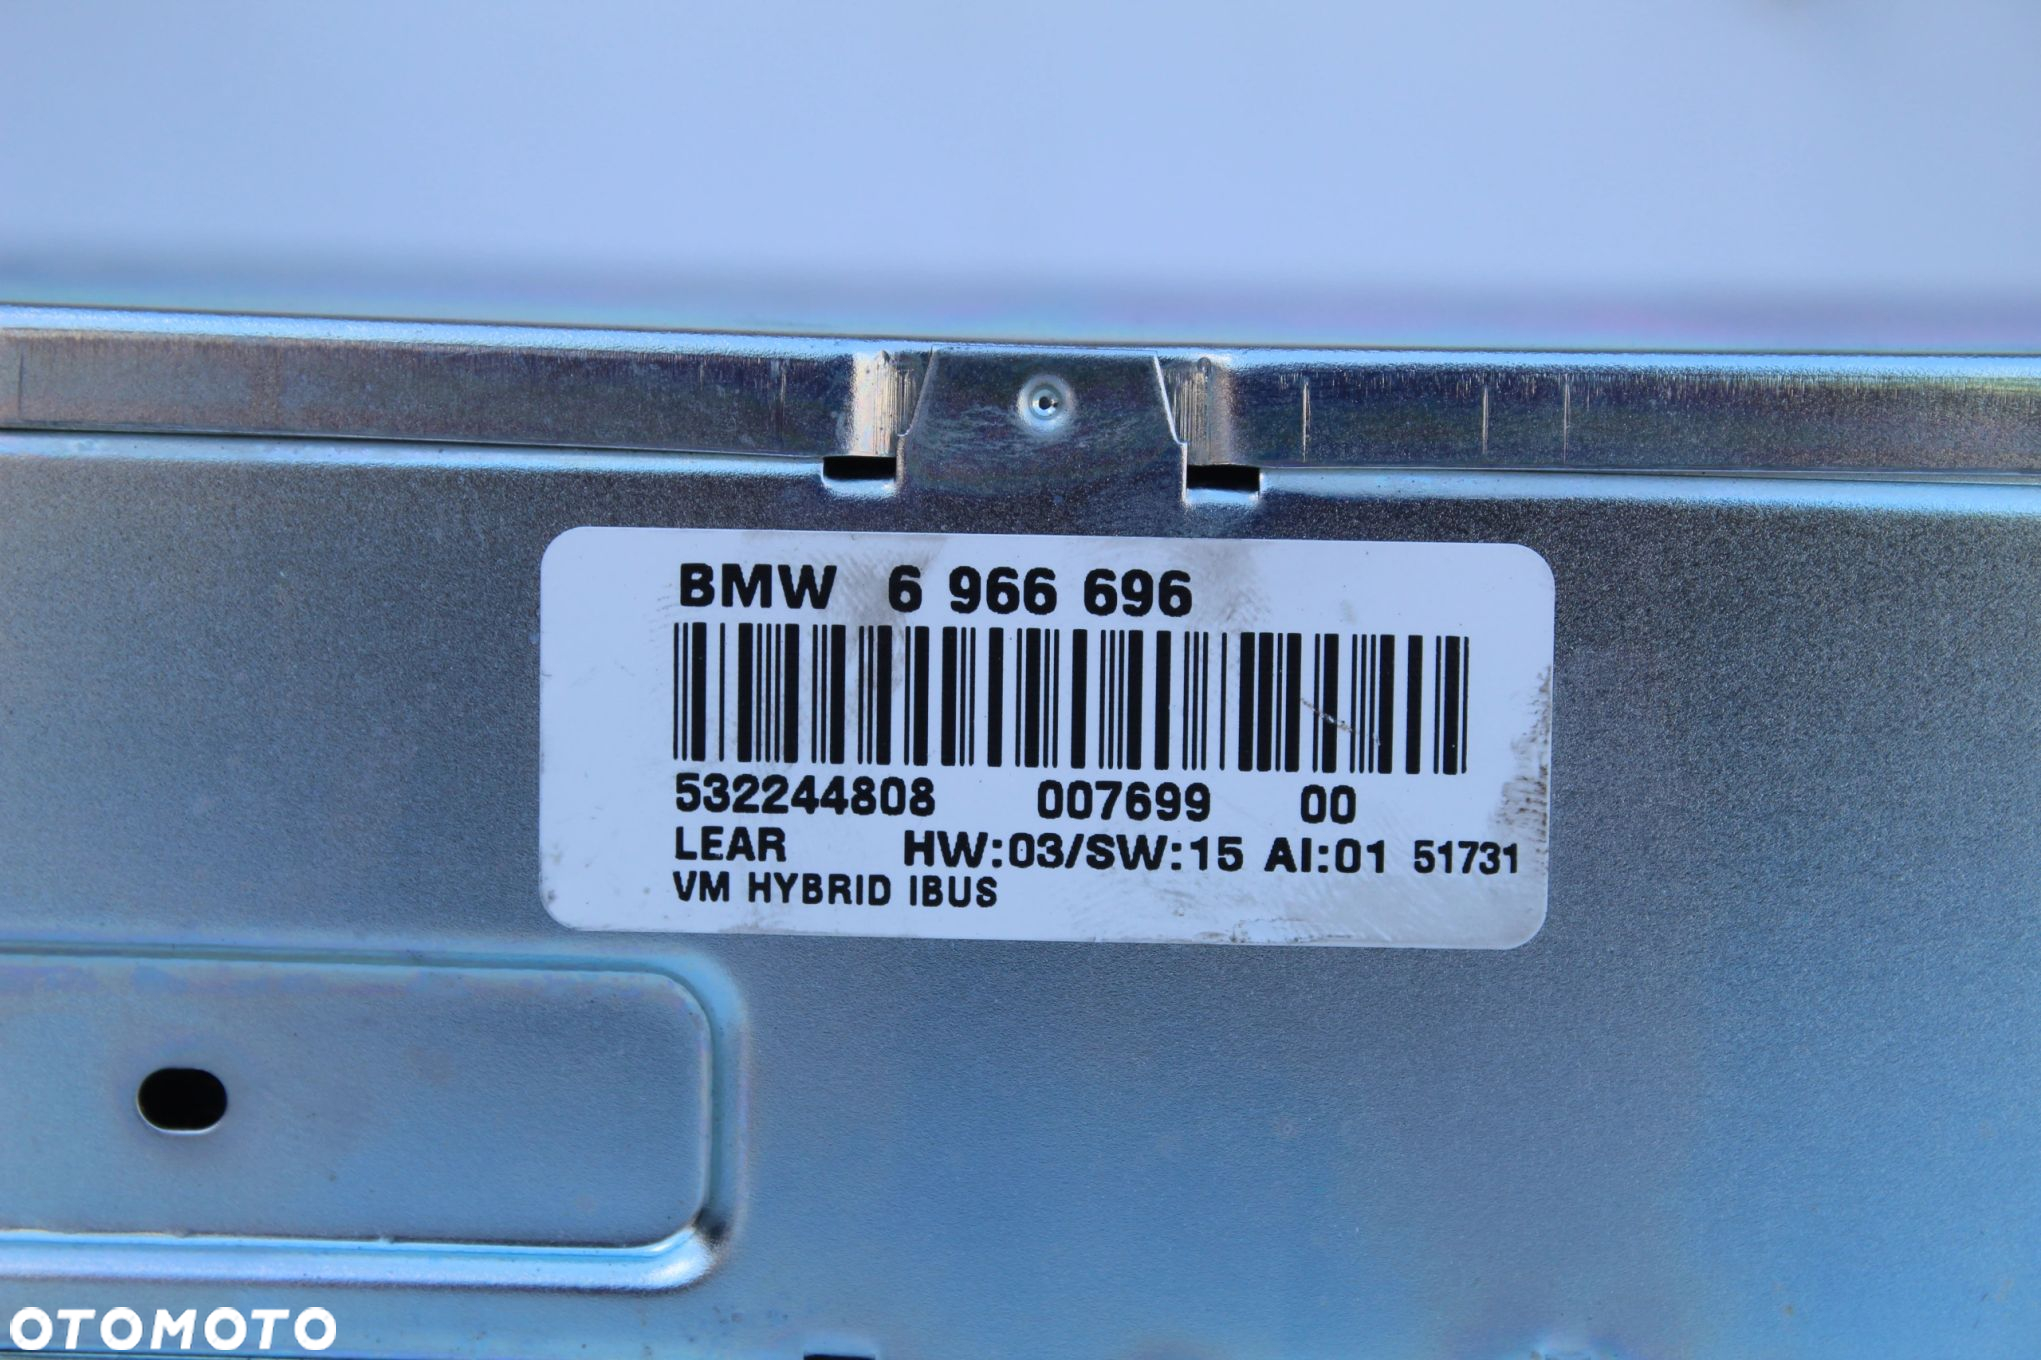 BMW 6 966 696
532244808 007699 00
LEAR HW:03/SW:15 AI:01 51731
VM HYBRID IBUS
OTOMOTO